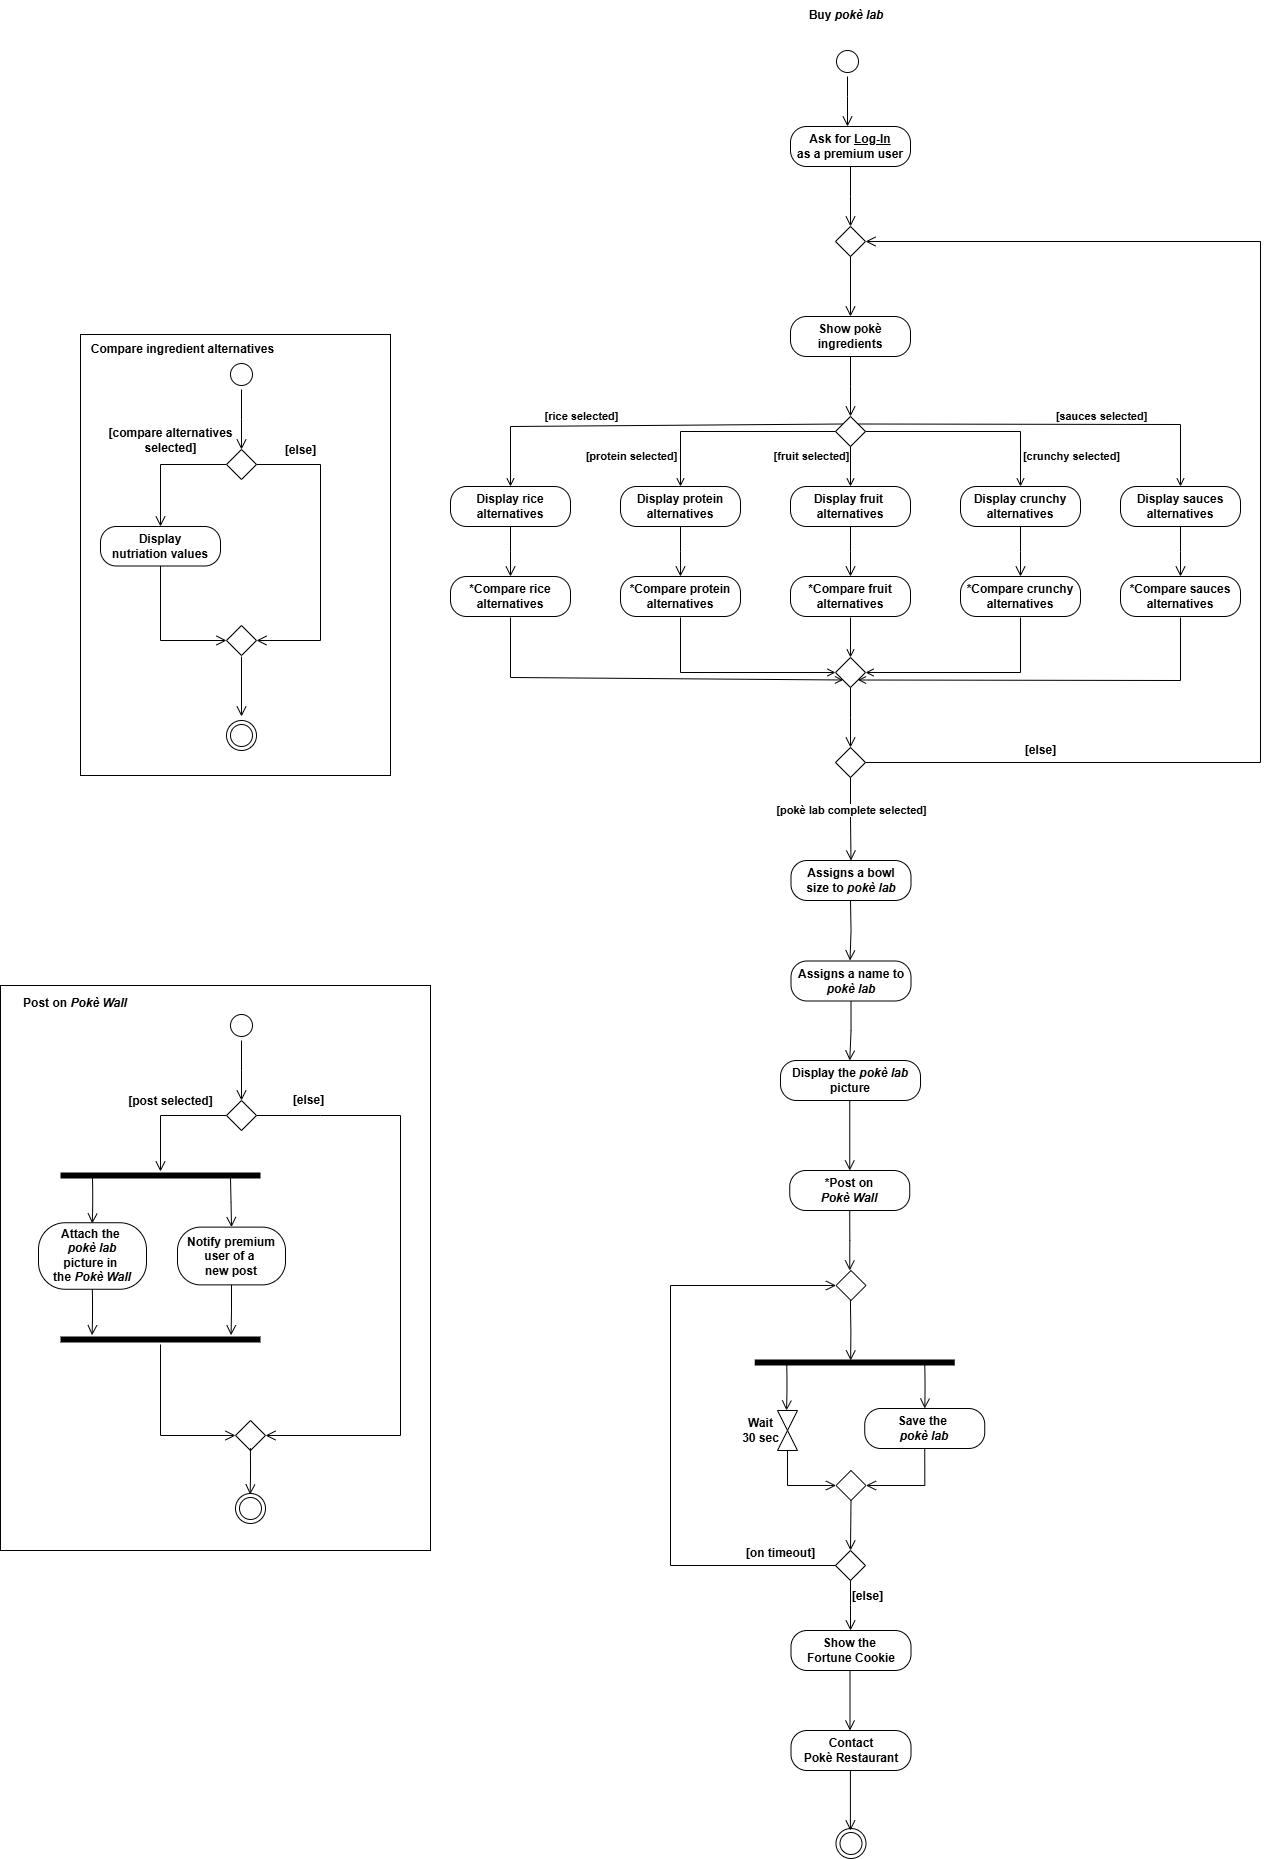 Buy pokè lab
Ask for Log-In
as a premium user
Show pokè
ingredients
[rice selected]
[sauces selected]
[protein selected]
[fruit selected]
[crunchy selected]
Display rice
alternatives
Display protein
alternatives
Display fruit
alternatives
Display crunchy
alternatives
Display sauces
alternatives
*Compare rice
alternatives
*Compare protein
alternatives
*Compare fruit
alternatives
*Compare crunchy
alternatives
*Compare sauces
alternatives
[else]
[pokè lab complete selected]
Assigns a bowl
size to pokè lab
Assigns a name to
pokè lab
Display the pokè lab
picture
*Post on
Pokè Wall
Wait
30 sec
Save the
pokè lab
[on timeout]
[else]
Show the
Fortune Cookie
Contact
Pokè Restaurant
Compare ingredient alternatives
[compare alternatives
selected]
[else]
Display
nutriation values
Post on Pokè Wall
[post selected]
[else]
Attach the
pokè lab
picture in
the Pokè Wall
Notify premium
user of a
new post